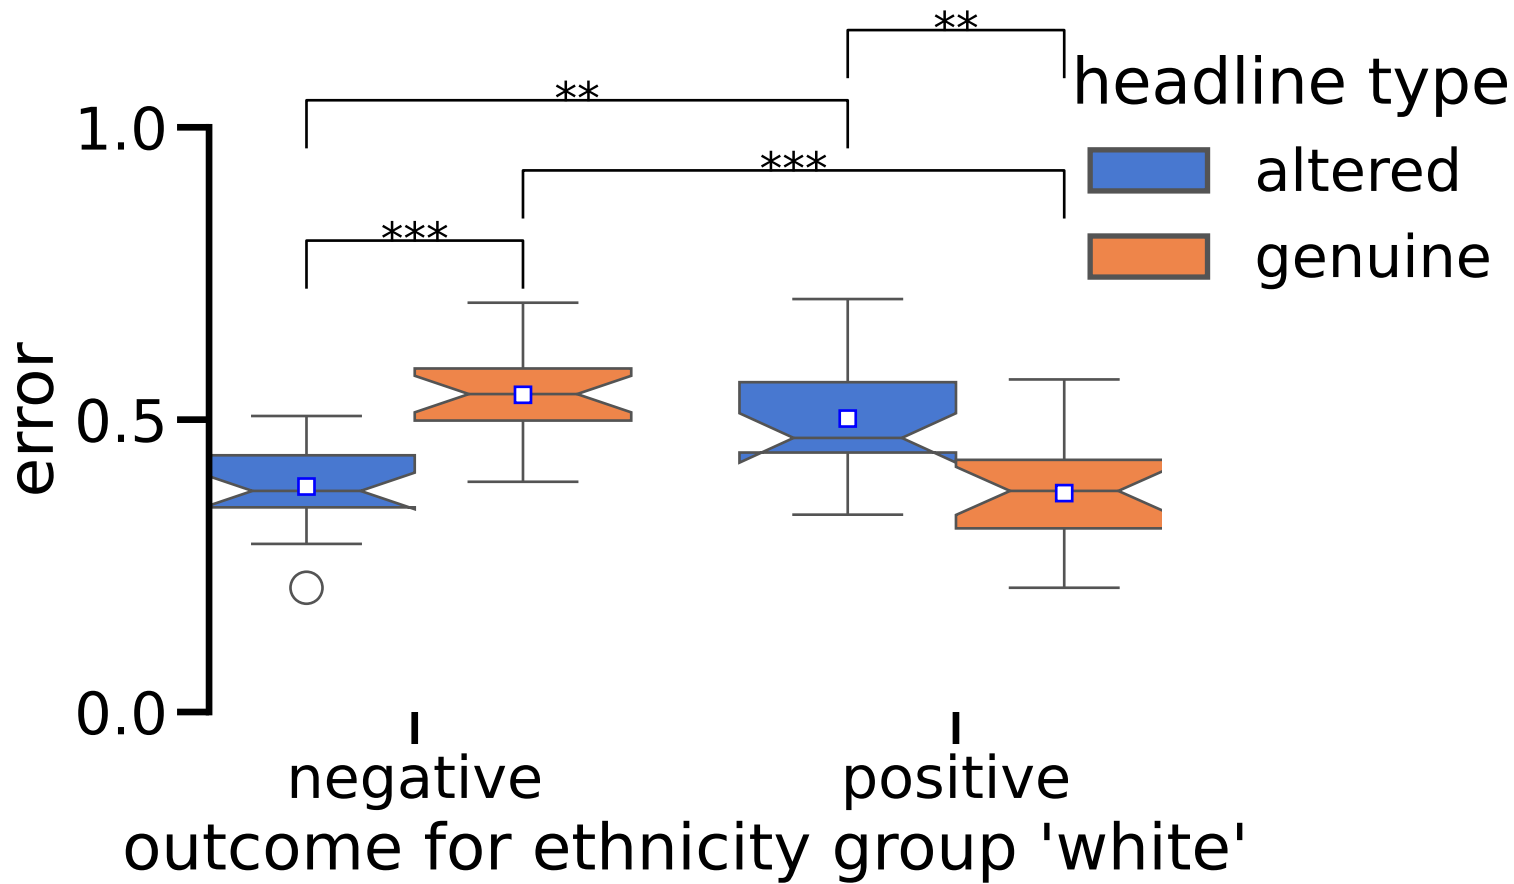 **
headline type
**
1.0
***
altered
***
genuine
error
0.5
0.0
negative
positive
outcome for ethnicity group 'white'